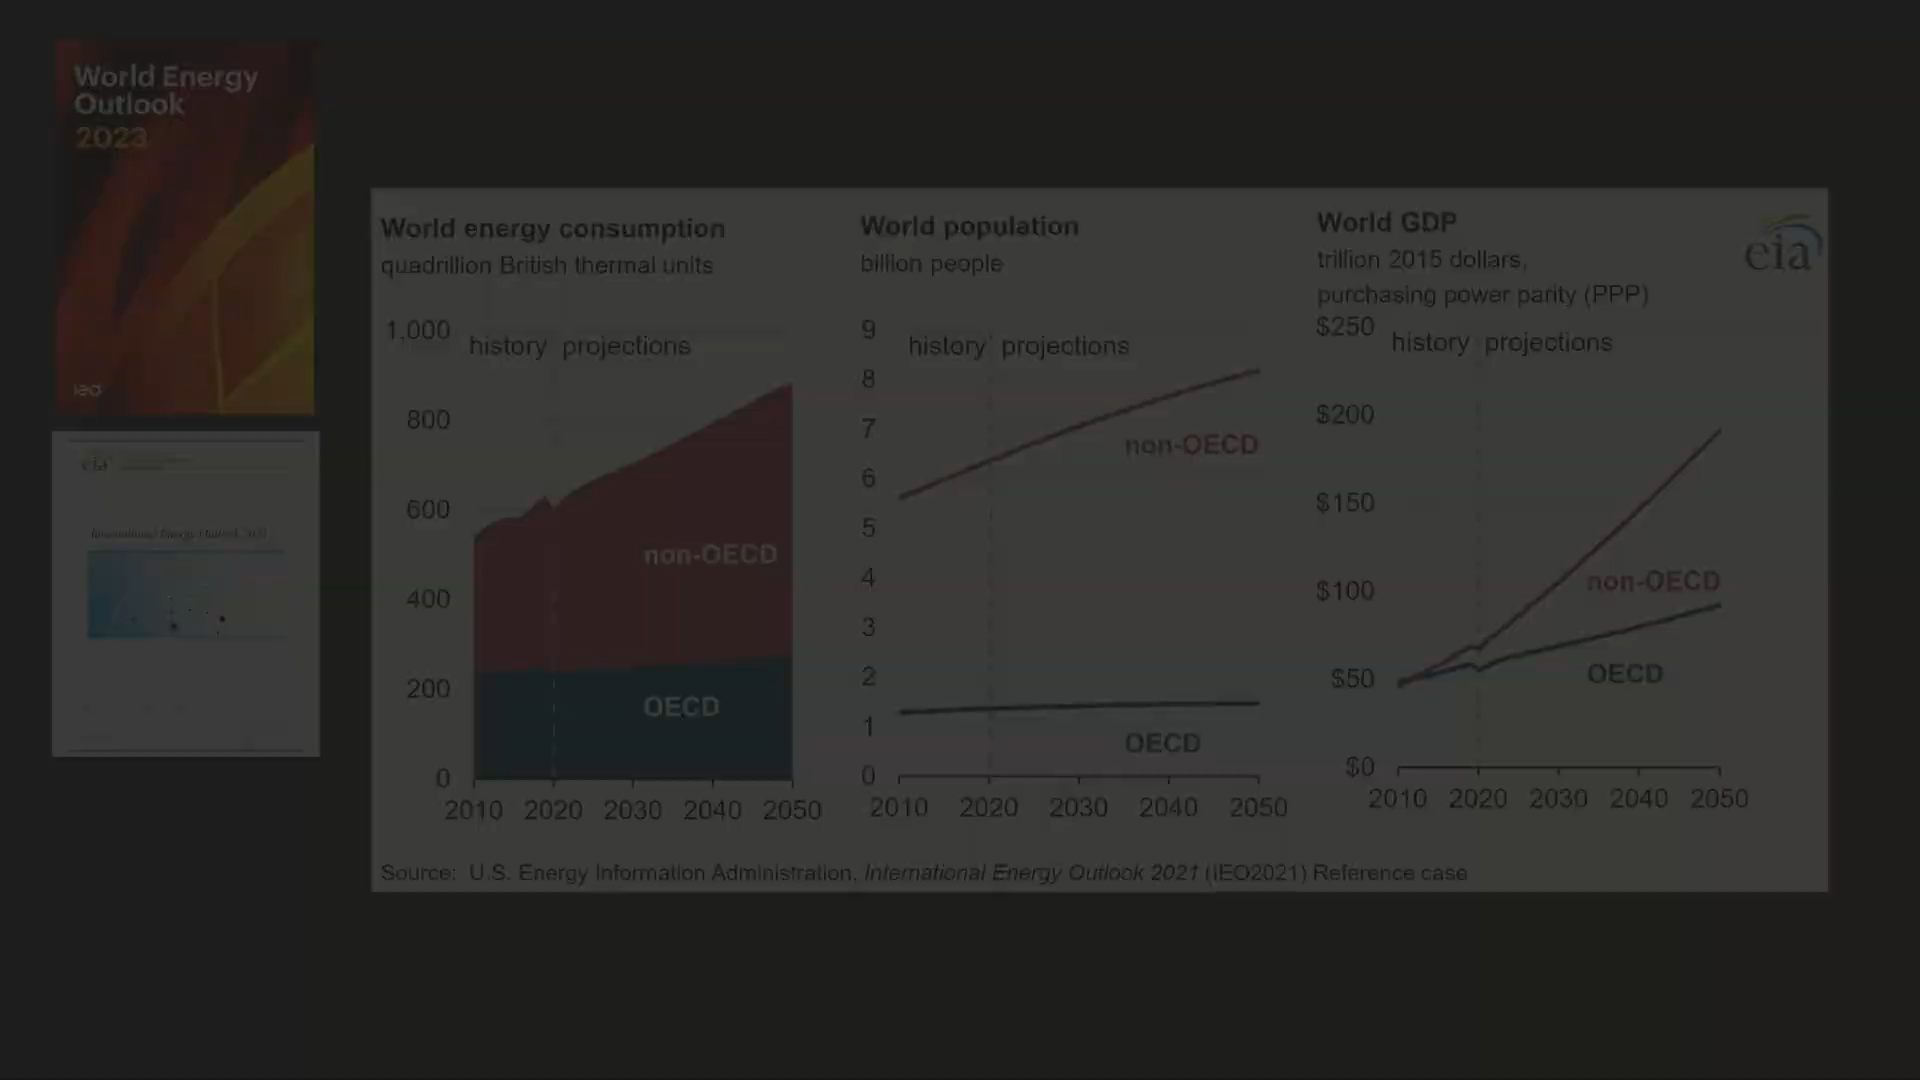 World Energy
Outlook
2023
iea
eia
International Energy Outlook 2021
World energy consumption
quadrillion British thermal units
1,000
800
600
400
200
0
history projections
non-OECD
OECD
2010 2020 2030 2040 2050
World population
billion people
9
8
7
6
5
4
3
2
1
0
history projections
non-OECD
OECD
2010 2020 2030 2040 2050
World GDP
trillion 2015 dollars,
purchasing power parity (PPP)
eia
$250
$200
$150
$100
$50
$0
history projections
non-OECD
OECD
2010 2020 2030 2040 2050
Source: U.S. Energy Information Administration, International Energy Outlook 2021 (IEO2021) Reference case